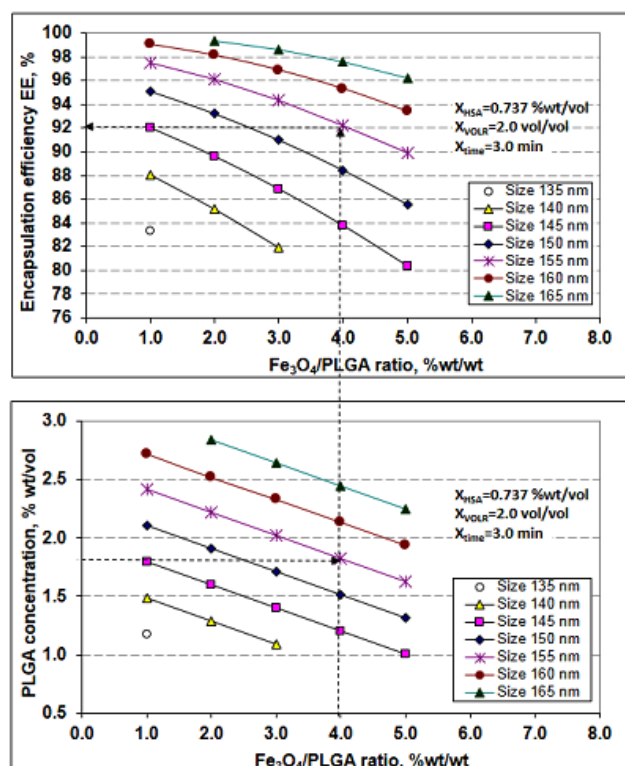 Encapsulation efficiency EE, %
100
98
96
94
92
90
88
86
84
82
80
78
76
X_HSA=0.737 %wt/vol
X_VOLR=2.0 vol/vol
X_time=3.0 min
Size 135 nm
Size 140 nm
Size 145 nm
Size 150 nm
Size 155 nm
Size 160 nm
Size 165 nm
0.0 1.0 2.0 3.0 4.0 5.0 6.0 7.0 8.0
Fe₃O₄/PLGA ratio, %wt/wt
PLGA concentration, % wt/vol
3.0
2.5
2.0
1.5
1.0
0.5
X_HSA=0.737 %wt/vol
X_VOLR=2.0 vol/vol
X_time=3.0 min
Size 135 nm
Size 140 nm
Size 145 nm
Size 150 nm
Size 155 nm
Size 160 nm
Size 165 nm
0.0 1.0 2.0 3.0 4.0 5.0 6.0 7.0 8.0
Fe₃O₄/PLGA ratio, %wt/wt